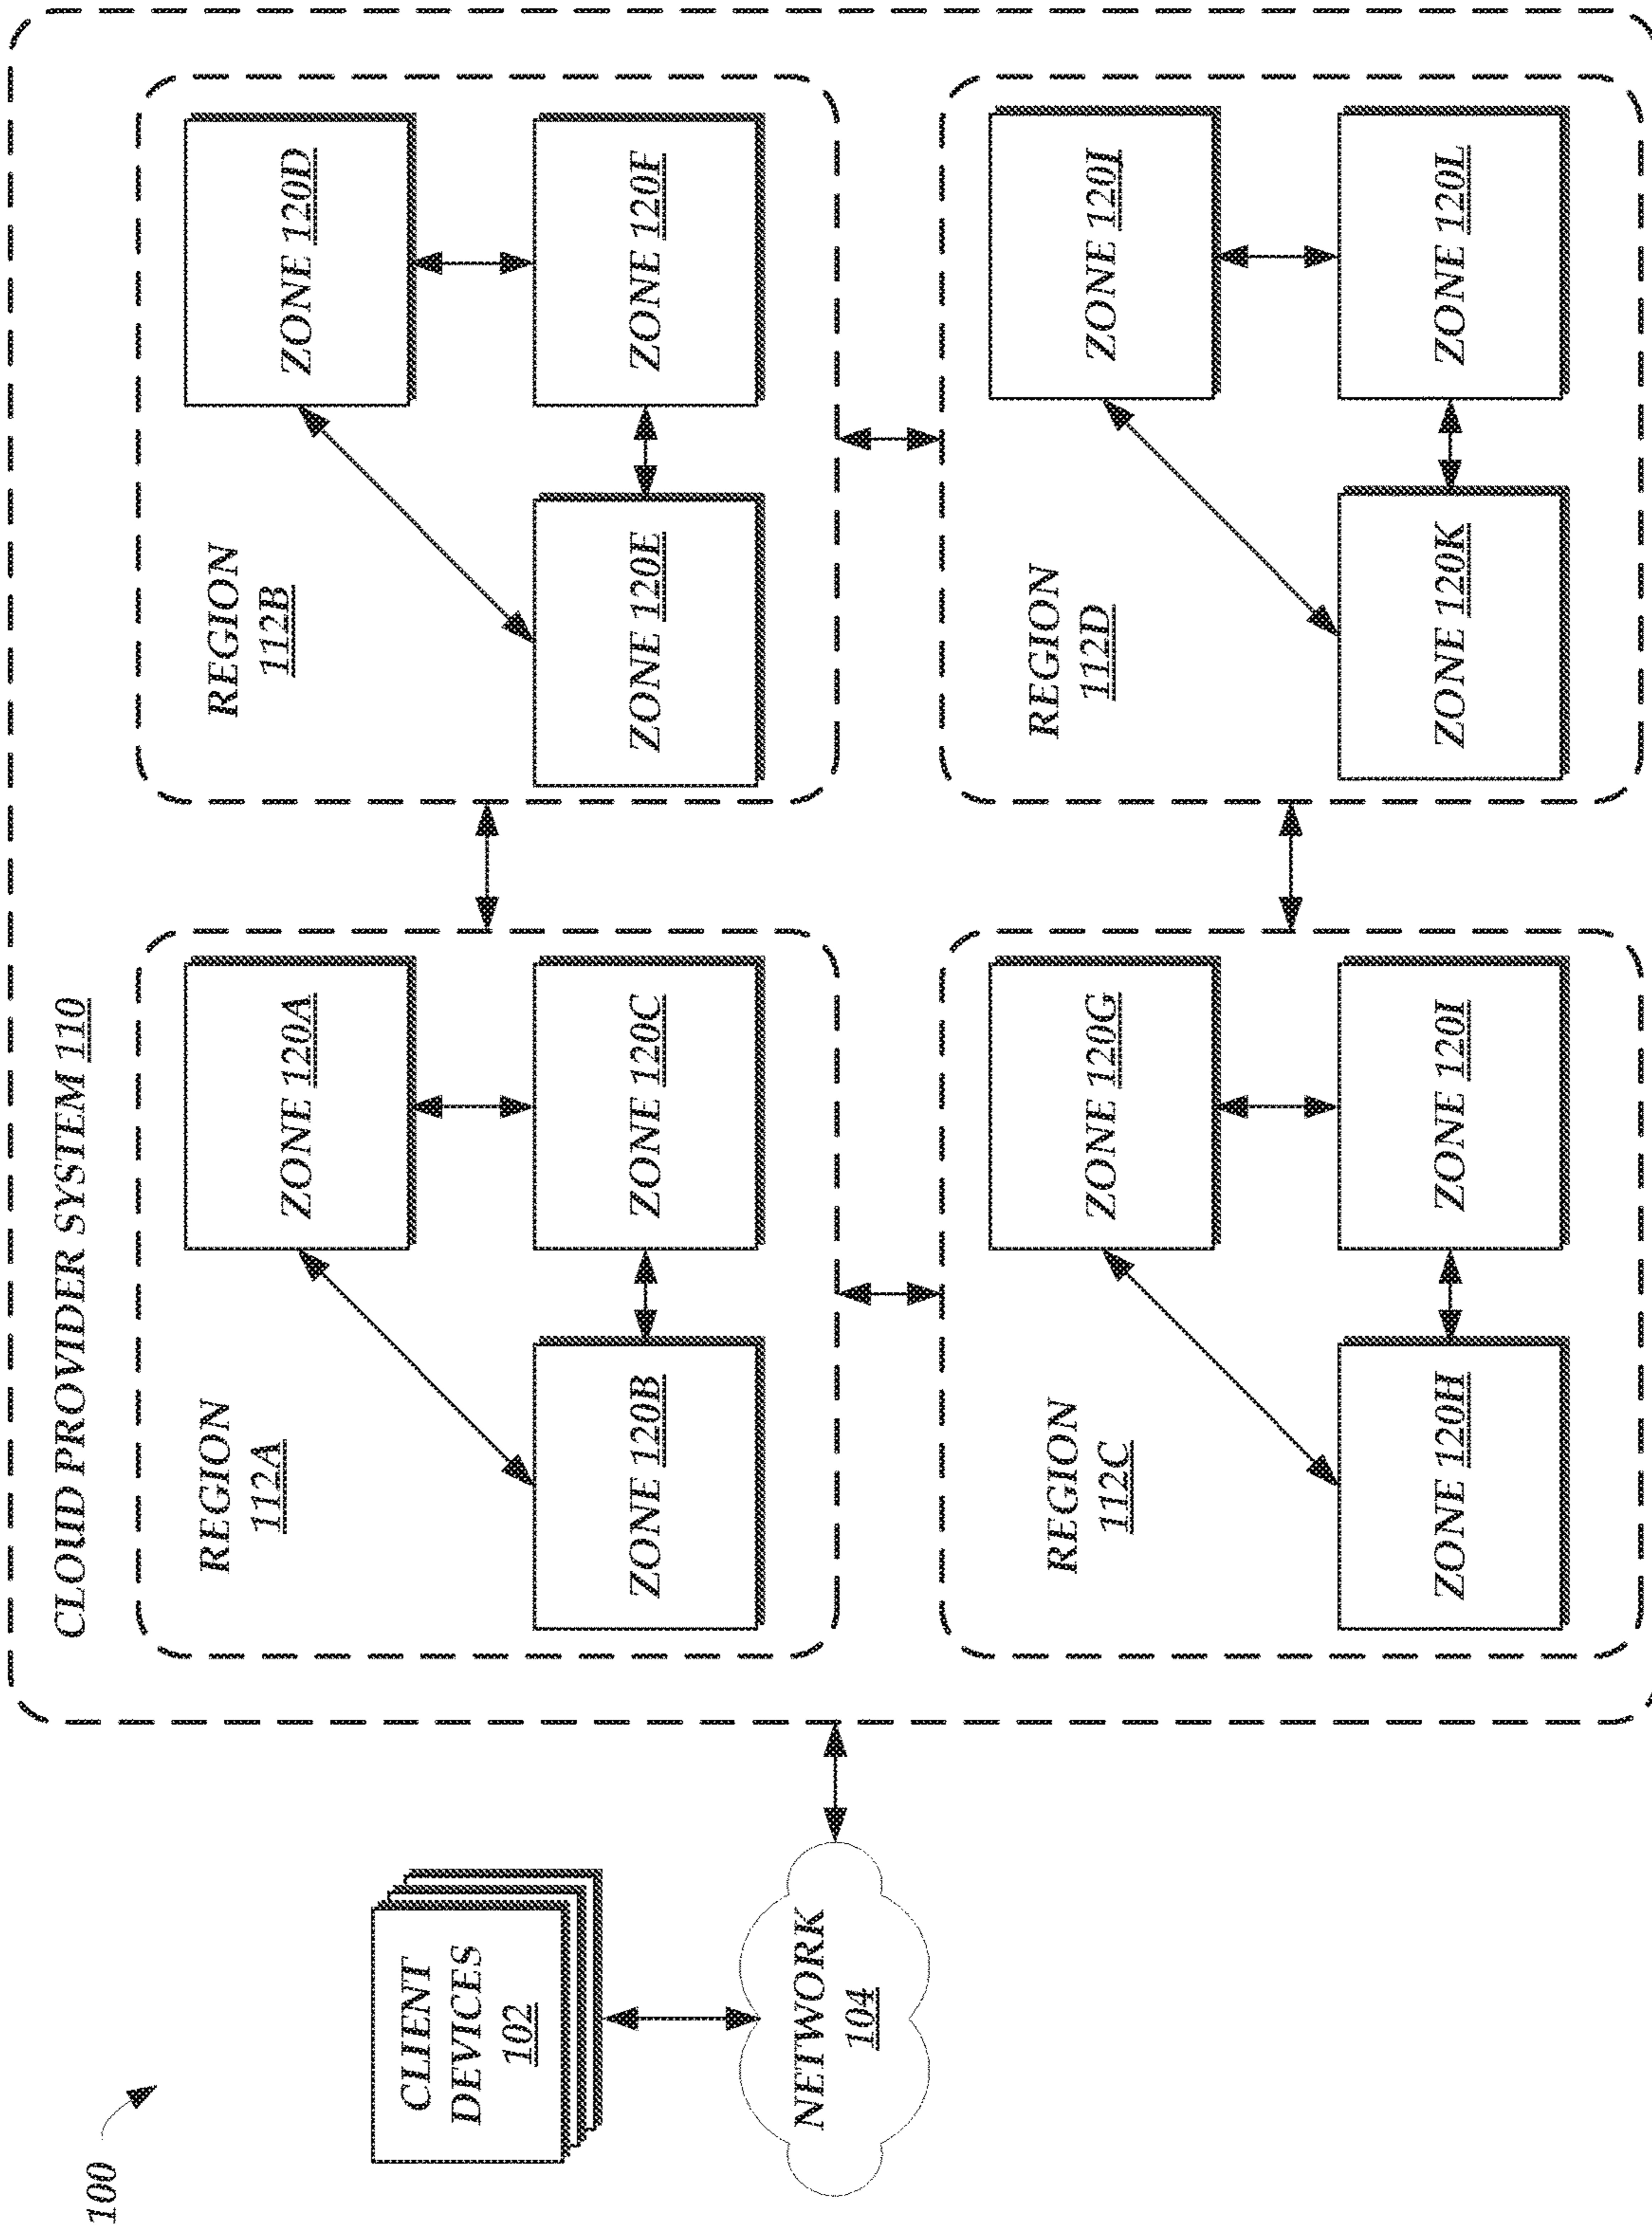 100
CLOUD PROVIDER SYSTEM 110
REGION
112A
ZONE 120A
ZONE 120B
ZONE 120C
REGION
112B
ZONE 120D
ZONE 120E
ZONE 120F
CLIENT
DEVICES
102
NETWORK
104
REGION
112C
ZONE 120G
ZONE 120H
ZONE 120I
REGION
112D
ZONE 120J
ZONE 120K
ZONE 120L